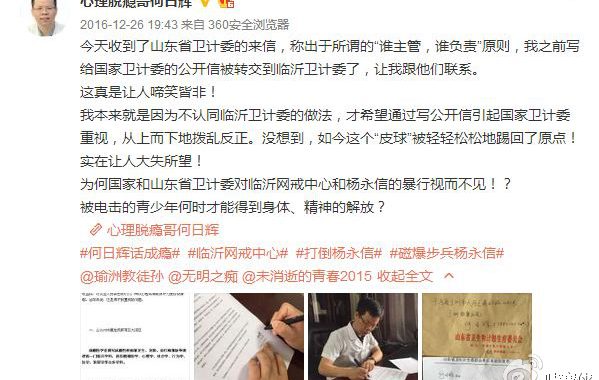 心理脱瘾哥何日辉
2016-12-26 19:43 来自 360安全浏览器
今天收到了山东省卫计委的来信，称出于所谓的“谁主管，谁负责”原则，我之前写
给国家卫计委的公开信被转交到临沂卫计委了，让我跟他们联系。
这真是让人啼笑皆非！
我本来就是因为不认同临沂卫计委的做法，才希望通过写公开信引起国家卫计委
重视，从上而下地拨乱反正。没想到，如今这个“皮球”被轻轻松松地踢回了原点！
实在让人大失所望！
为何国家和山东省卫计委对临沂网戒中心和杨永信的暴行视而不见！？
被电击的青少年何时才能得到身体、精神的解放？
心理脱瘾哥何日辉
#何日辉话成瘾# #临沂网戒中心# #打倒杨永信# #磁爆步兵杨永信#
@瑜洲教徒孙 @无明之痴 @未消逝的青春2015 收起全文